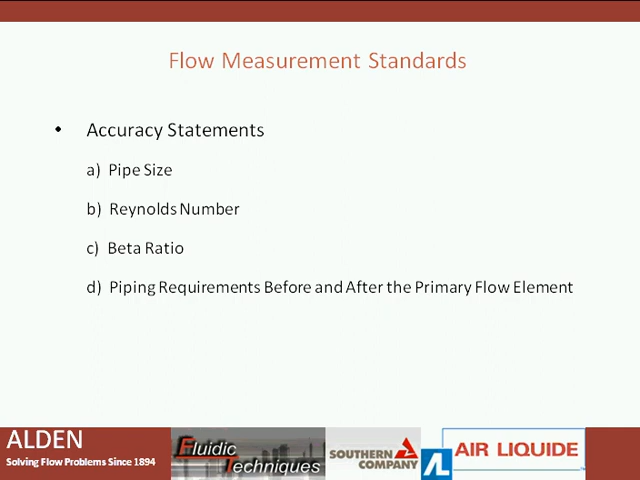 Flow Measurement Standards
• Accuracy Statements
a) Pipe Size
b) Reynolds Number
c) Beta Ratio
d) Piping Requirements Before and After the Primary Flow Element
ALDEN
Solving Flow Problems Since 1894
Fluidic
Techniques
SOUTHERN
COMPANY
AL
AIR LIQUIDE